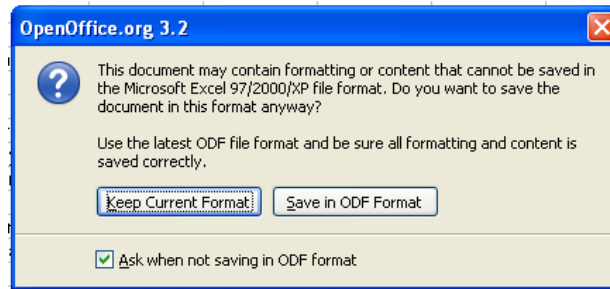 OpenOffice.org 3.2
This document may contain formatting or content that cannot be saved in
the Microsoft Excel 97/2000/XP file format. Do you want to save the
document in this format anyway?
Use the latest ODF file format and be sure all formatting and content is
saved correctly.
Keep Current Format
Save in ODF Format
Ask when not saving in ODF format